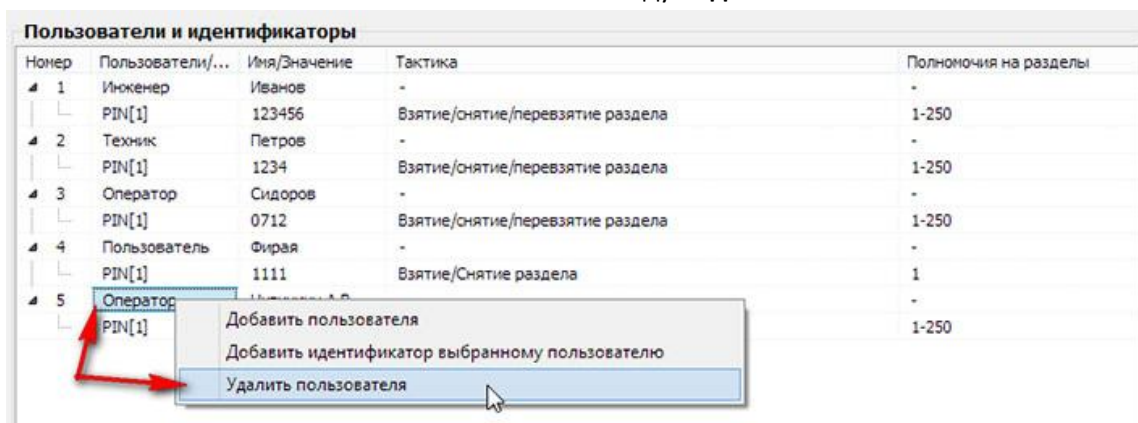 Пользователи и идентификаторы
Номер Пользователи/... Имя/Значение Тактика Полномочия на разделы
1 Инженер Иванов - -
PIN[1] 123456 Взятие/снятие/перевзятие раздела 1-250
2 Техник Петров - -
PIN[1] 1234 Взятие/снятие/перевзятие раздела 1-250
3 Оператор Сидоров - -
PIN[1] 0712 Взятие/снятие/перевзятие раздела 1-250
4 Пользователь Фирая - -
PIN[1] 1111 Взятие/Снятие раздела 1
5 Оператор -
PIN[1] 1-250
Добавить пользователя
Добавить идентификатор выбранному пользователю
Удалить пользователя